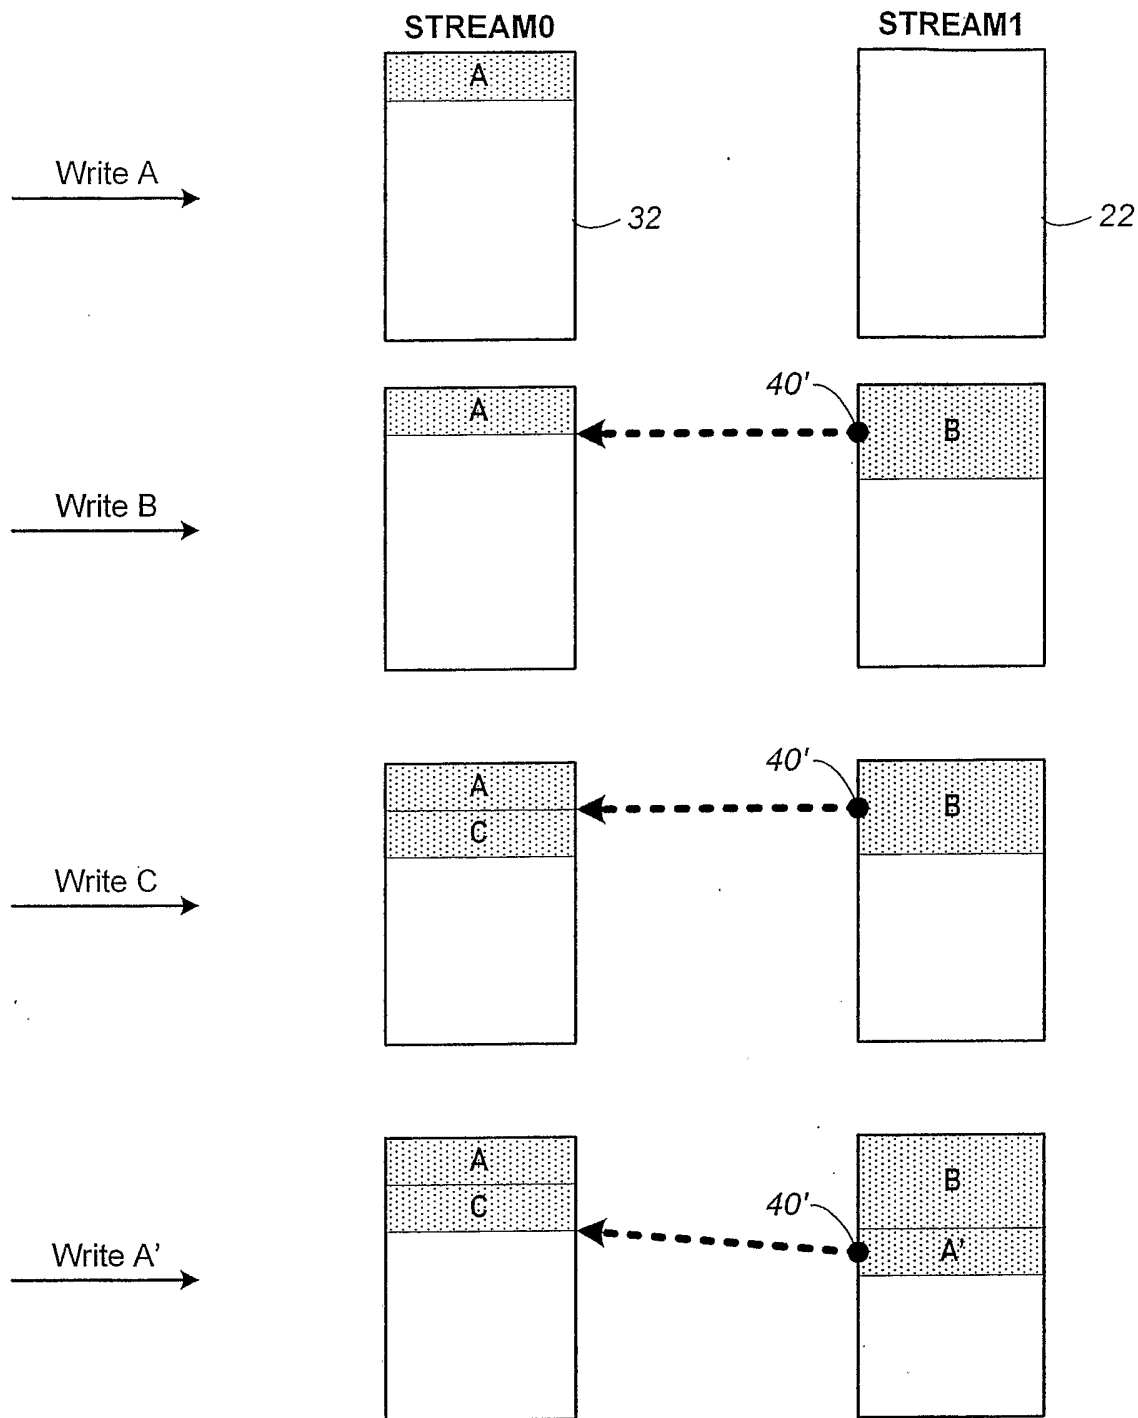 STREAM0 STREAM1
A
Write A
32 22
40'
A B
Write B
40'
A B
C
Write C
A B
C 40'
Write A' A'